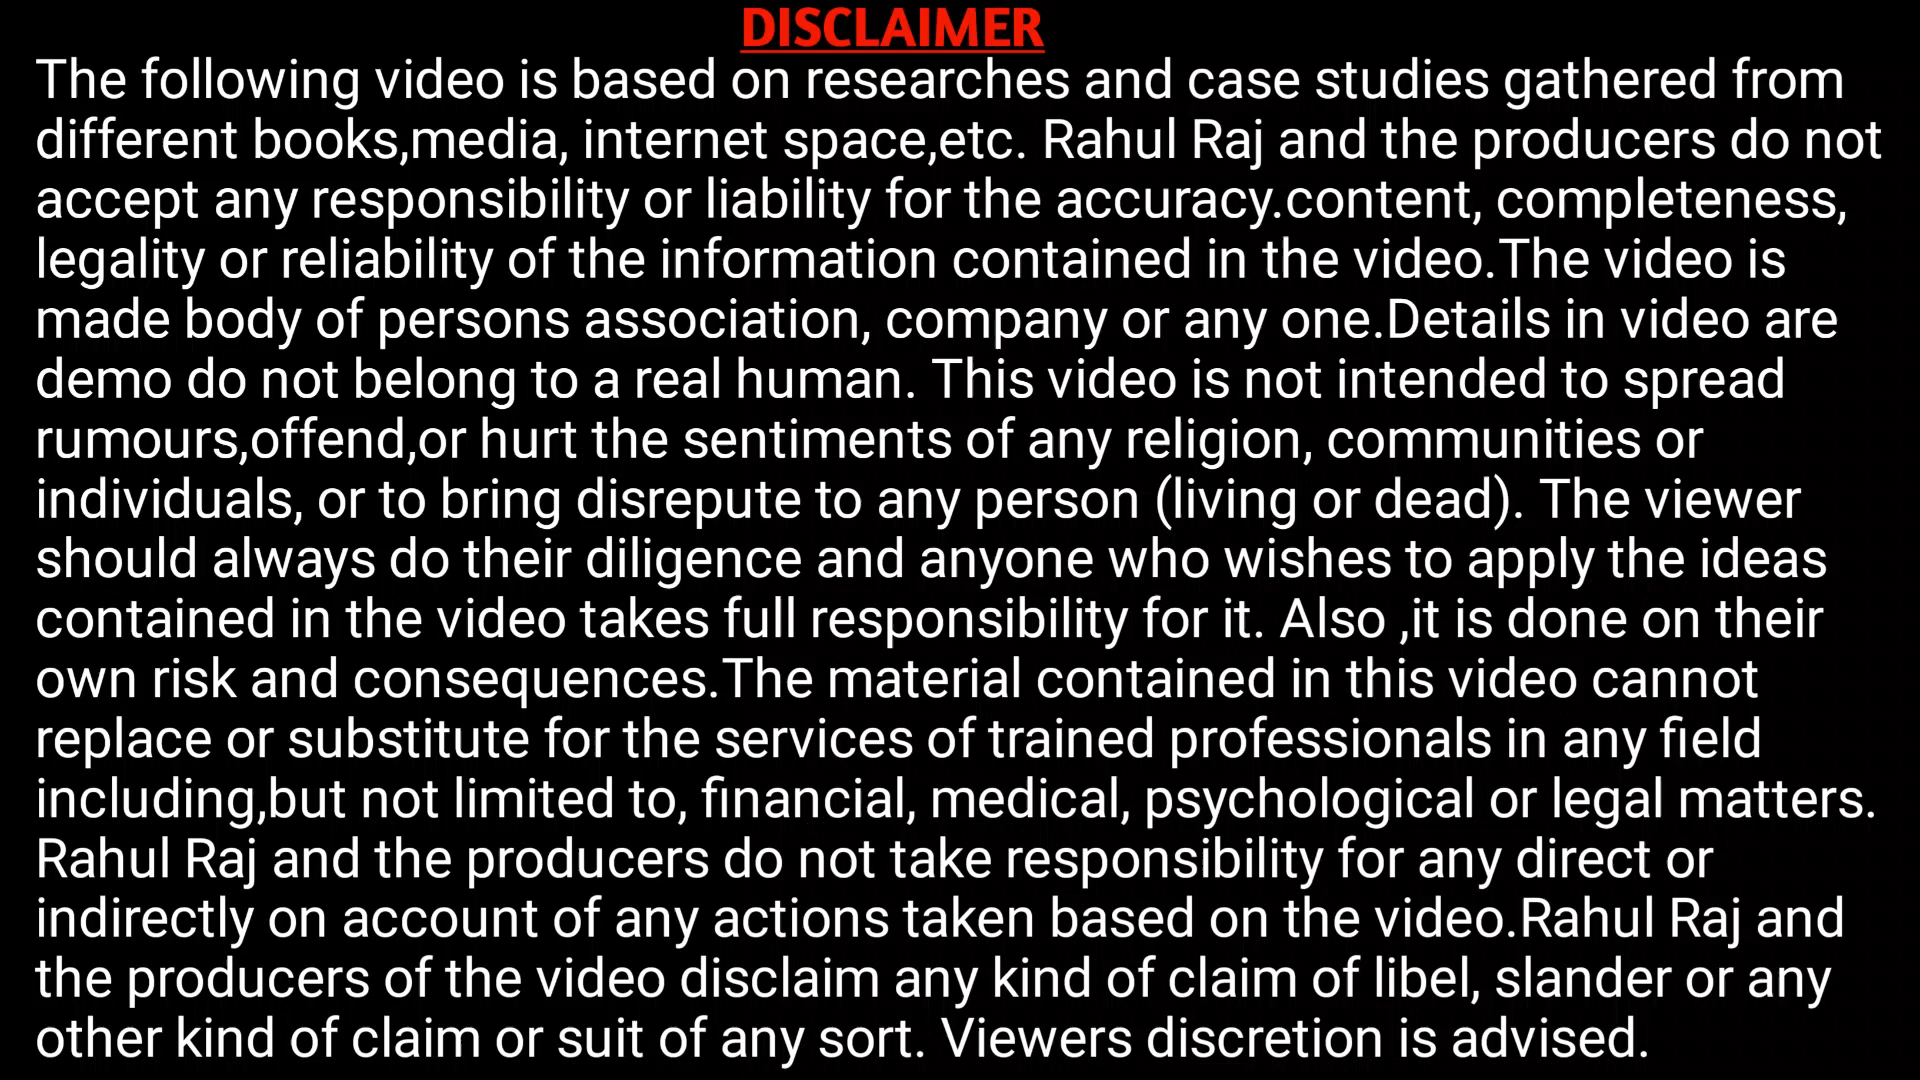 DISCLAIMER
The following video is based on researches and case studies gathered from
different books,media, internet space,etc. Rahul Raj and the producers do not
accept any responsibility or liability for the accuracy.content, completeness,
legality or reliability of the information contained in the video.The video is
made body of persons association, company or any one.Details in video are
demo do not belong to a real human. This video is not intended to spread
rumours,offend,or hurt the sentiments of any religion, communities or
individuals, or to bring disrepute to any person (living or dead). The viewer
should always do their diligence and anyone who wishes to apply the ideas
contained in the video takes full responsibility for it. Also ,it is done on their
own risk and consequences.The material contained in this video cannot
replace or substitute for the services of trained professionals in any field
including,but not limited to, financial, medical, psychological or legal matters.
Rahul Raj and the producers do not take responsibility for any direct or
indirectly on account of any actions taken based on the video.Rahul Raj and
the producers of the video disclaim any kind of claim of libel, slander or any
other kind of claim or suit of any sort. Viewers discretion is advised.